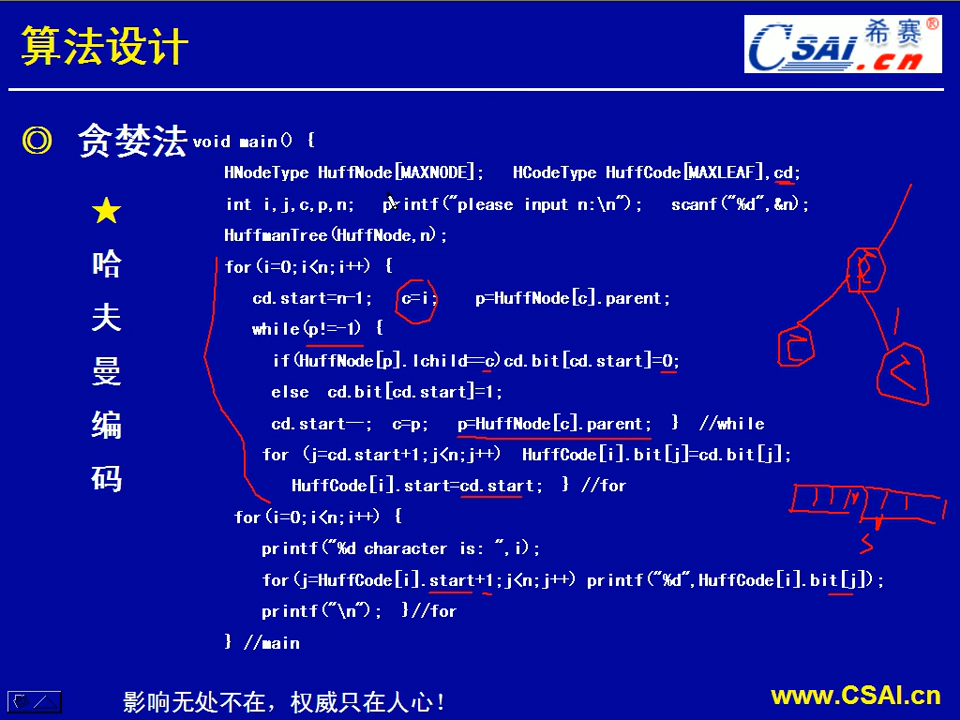 算法设计
CSAI 希赛®
.cn
◎ 贪婪法
★
哈
夫
曼
编
码
void main() {
HNodeType HuffNode[MAXNODE]; HCodeType HuffCode[MAXLEAF],cd;
int i,j,c,p,n; printf("please input n:\n"); scanf("%d",&n);
HuffmanTree(HuffNode,n);
for(i=0;i<n;i++) {
cd.start=n-1; c=i; p=HuffNode[c].parent;
while(p!=-1) {
if(HuffNode[p].lchild==c)cd.bit[cd.start]=0;
else cd.bit[cd.start]=1;
cd.start--; c=p; p=HuffNode[c].parent; } //while
for (j=cd.start+1;j<n;j++) HuffCode[i].bit[j]=cd.bit[j];
HuffCode[i].start=cd.start; } //for
for(i=0;i<n;i++) {
printf("%d character is: ",i);
for(j=HuffCode[i].start+1;j<n;j++) printf("%d",HuffCode[i].bit[j]);
printf("\n"); }//for
} //main
影响无处不在，权威只在人心！
www.CSAI.cn